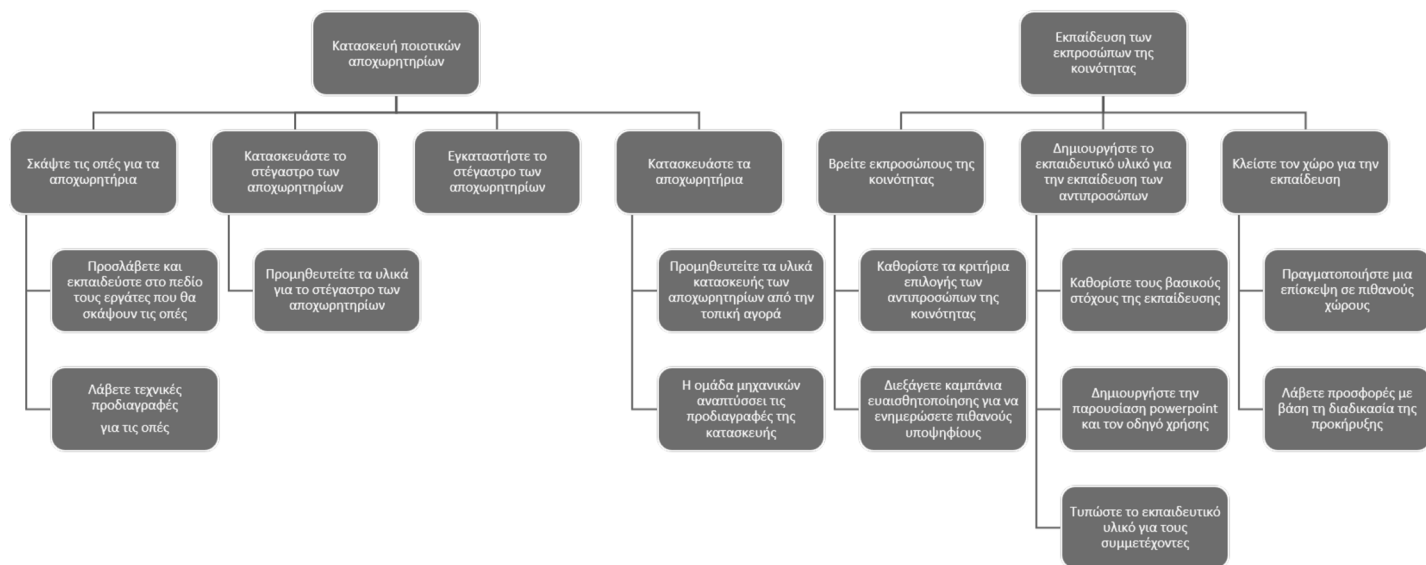 Κατασκευή ποιοτικών
αποχωρητηρίων
Σκάψτε τις οπές για τα
αποχωρητήρια
Προσλάβετε και
εκπαιδεύστε στο πεδίο
τους εργάτες που θα
σκάψουν τις οπές
Λάβετε τεχνικές
προδιαγραφές
για τις οπές
Κατασκευάστε το
στέγαστρο των
αποχωρητηρίων
Προμηθευτείτε τα υλικά
για το στέγαστρο των
αποχωρητηρίων
Εγκαταστήστε το
στέγαστρο των
αποχωρητηρίων
Κατασκευάστε τα
αποχωρητήρια
Προμηθευτείτε τα υλικά
κατασκευής των
αποχωρητηρίων από την
τοπική αγορά
Η ομάδα μηχανικών
αναπτύσσει τις
προδιαγραφές της
κατασκευής
Εκπαίδευση των
εκπροσώπων της
κοινότητας
Βρείτε εκπροσώπους της
κοινότητας
Καθορίστε τα κριτήρια
επιλογής των
αντιπροσώπων της
κοινότητας
Διεξάγετε καμπάνια
ευαισθητοποίησης για να
ενημερώσετε πιθανούς
υποψηφίους
Δημιουργήστε το
εκπαιδευτικό υλικό για
την εκπαίδευση των
αντιπροσώπων
Καθορίστε τους βασικούς
στόχους της εκπαίδευσης
Δημιουργήστε την
παρουσίαση powerpoint
και τον οδηγό χρήσης
Τυπώστε το εκπαιδευτικό
υλικό για τους
συμμετέχοντες
Κλείστε τον χώρο για την
εκπαίδευση
Πραγματοποιήστε μια
επίσκεψη σε πιθανούς
χώρους
Λάβετε προσφορές με
βάση τη διαδικασία της
προκήρυξης